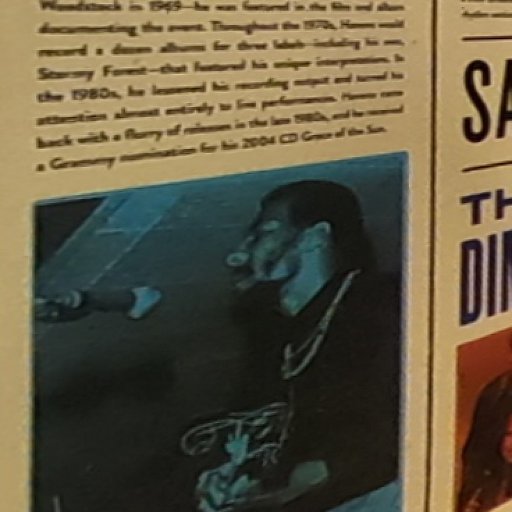 Woodstock in 1969—he was featured in the film and album
documenting the event. Throughout the 1970s, Havens would
record a dozen albums for three labels—including his own,
Stormy Forest—that featured his unique interpretations. In
the 1980s, he lessened his recording output and turned his
attention almost entirely to live performances. Havens came
back with a flurry of releases in the late 1980s, and he received
a Grammy nomination for his 2004 CD Grace of the Sun.
SA
TH
DIN